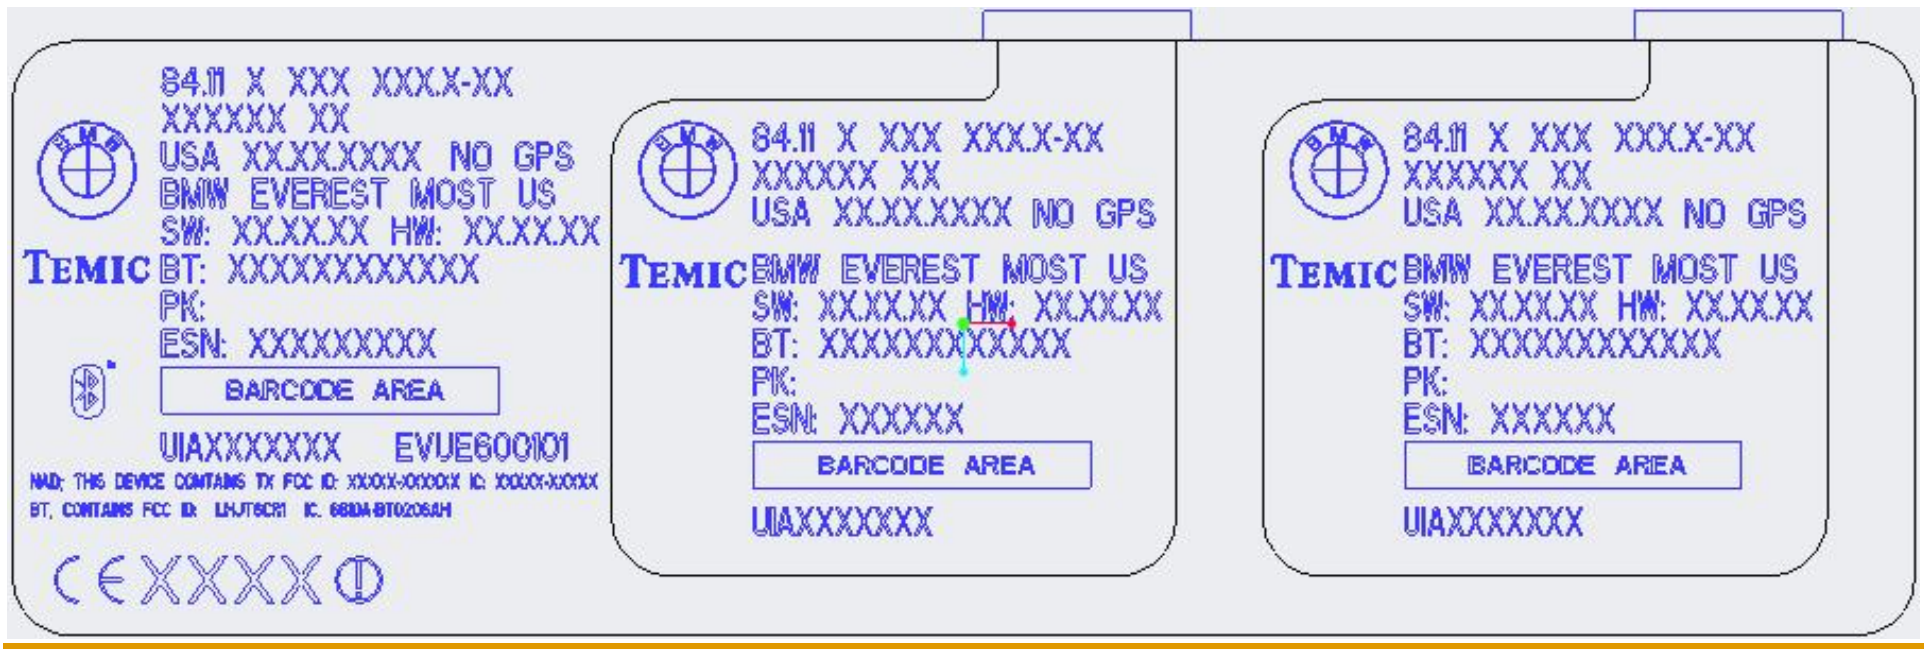 84.11 X XXX XXX.X-XX
XXXXXX XX
USA XX.XX.XXXX NO GPS
BMW EVEREST MOST US
SW: XX.XX.XX HW: XX.XX.XX
BMW
TEMIC
BT: XXXXXXXXXXXX
PK:
ESN: XXXXXXXXX
BARCODE AREA
UIAXXXXXXX EVUE600101
NAD; THIS DEVICE CONTAINS TX FCC ID: XXXXX-XXXXXX IC: XXXXX-XXXXX
BT, CONTAINS FCC ID: IC.
CE XXXX
84.11 X XXX XXX.X-XX
XXXXXX XX
USA XX.XX.XXXX NO GPS
BMW
TEMIC
BMW EVEREST MOST US
SW: XX.XX.XX HW: XX.XX.XX
BT: XXXXXXXXXXXX
PK:
ESN: XXXXXX
BARCODE AREA
UIAXXXXXXX
84.11 X XXX XXX.X-XX
XXXXXX XX
USA XX.XX.XXXX NO GPS
BMW
TEMIC
BMW EVEREST MOST US
SW: XX.XX.XX HW: XX.XX.XX
BT: XXXXXXXXXXXX
PK:
ESN: XXXXXX
BARCODE AREA
UIAXXXXXXX